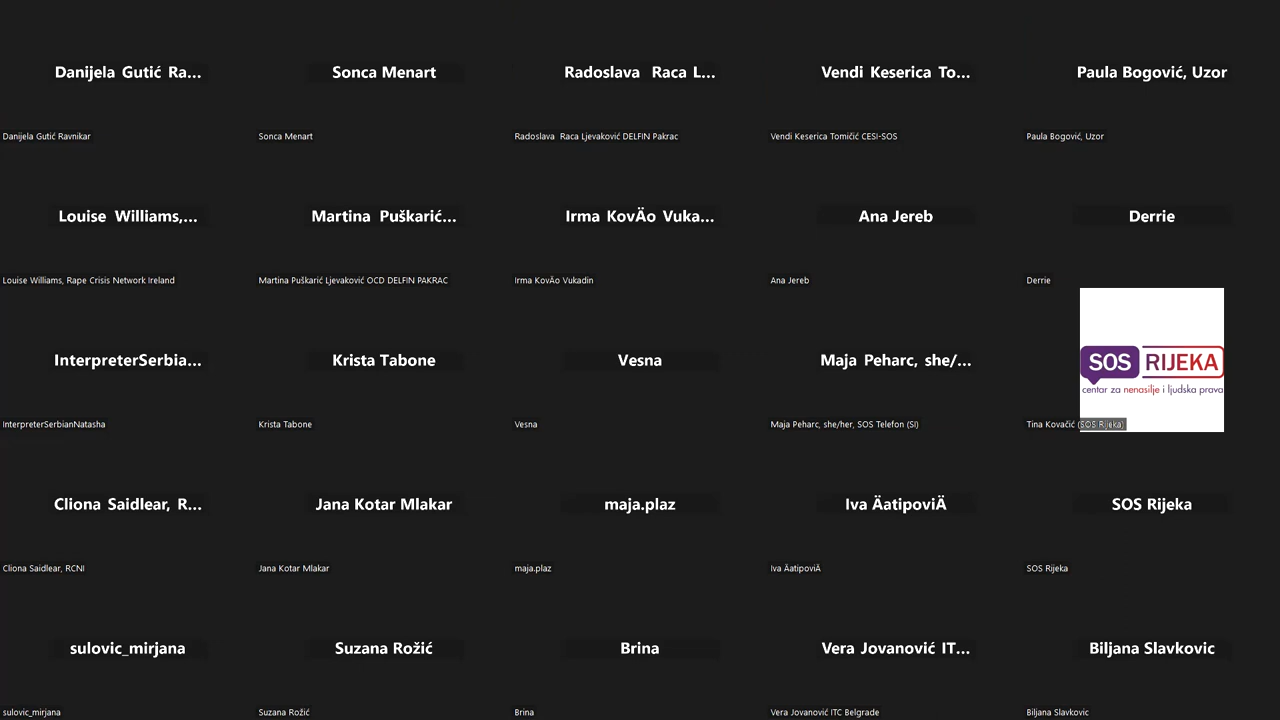 Danijela Gutić Ra...
Sonca Menart
Radoslava Raca L...
Vendi Keserica To...
Paula Bogović, Uzor
Danijela Gutić Ravnikar
Sonca Menart
Radoslava Raca Ljevaković DELFIN Pakrac
Vendi Keserica Tomičić CESI-SOS
Paula Bogović, Uzor
Louise Williams,...
Martina Puškarić...
Irma KovÄo Vuka...
Ana Jereb
Derrie
Louise Williams, Rape Crisis Network Ireland
Martina Puškarić Ljevaković OCD DELFIN PAKRAC
Irma KovÄo Vukadin
Ana Jereb
Derrie
InterpreterSerbia...
Krista Tabone
Vesna
Maja Peharc, she/...
SOS RIJEKA
centar za nenasilje i ljudska prava
InterpreterSerbianNatasha
Krista Tabone
Vesna
Maja Peharc, she/her, SOS Telefon (SI)
Tina Kovačić (SOS Rijeka)
Cliona Saidlear, R...
Jana Kotar Mlakar
maja.plaz
Iva ÄatipoviÄ
SOS Rijeka
Cliona Saidlear, RCNI
Jana Kotar Mlakar
maja.plaz
Iva ÄatipoviÄ
SOS Rijeka
sulovic_mirjana
Suzana Rožić
Brina
Vera Jovanović IT...
Biljana Slavkovic
sulovic_mirjana
Suzana Rožić
Brina
Vera Jovanović ITC Belgrade
Biljana Slavkovic